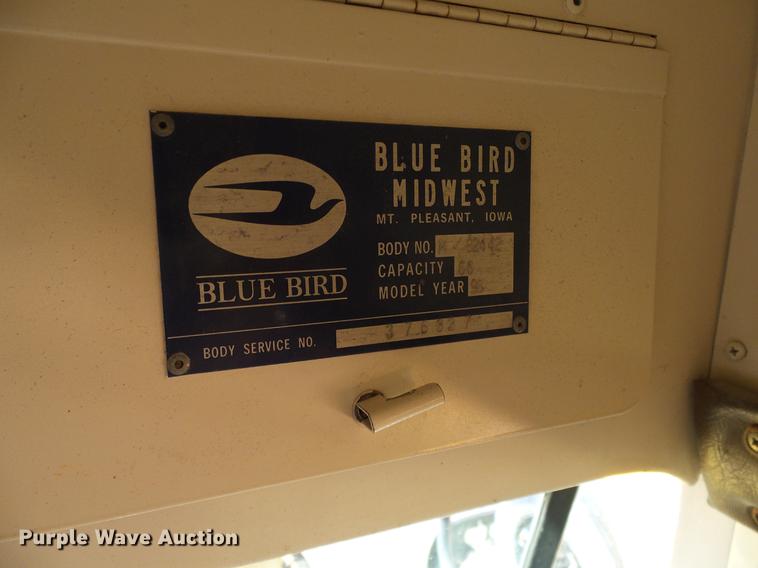 BLUE BIRD
MIDWEST
MT. PLEASANT, IOWA
BODY NO.
CAPACITY
MODEL YEAR
BLUE BIRD
BODY SERVICE NO.
Purple Wave Auction